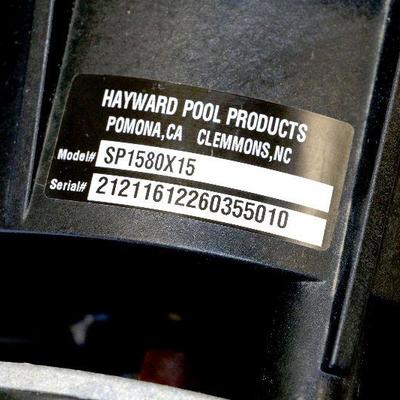 HAYWARD POOL PRODUCTS
POMONA,CA CLEMMONS,NC
Model# SP1580X15
Serial# 21211612260355010